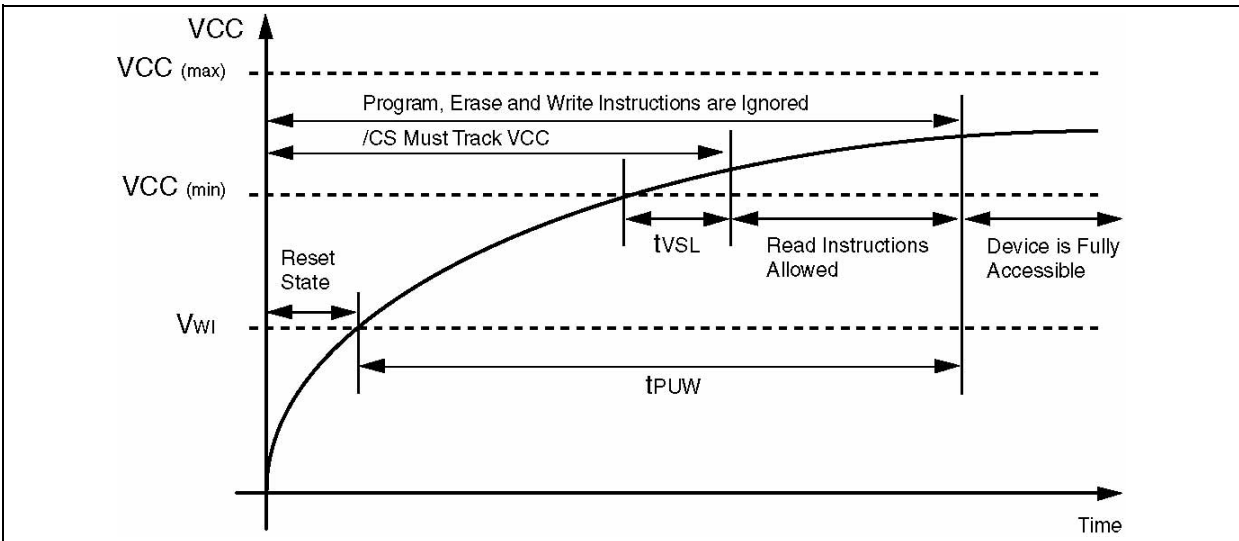 VCC
VCC (max)
Program, Erase and Write Instructions are Ignored
/CS Must Track VCC
VCC (min)
tVSL
Read Instructions
Allowed
Device is Fully
Accessible
Reset
State
VWI
tPUW
Time